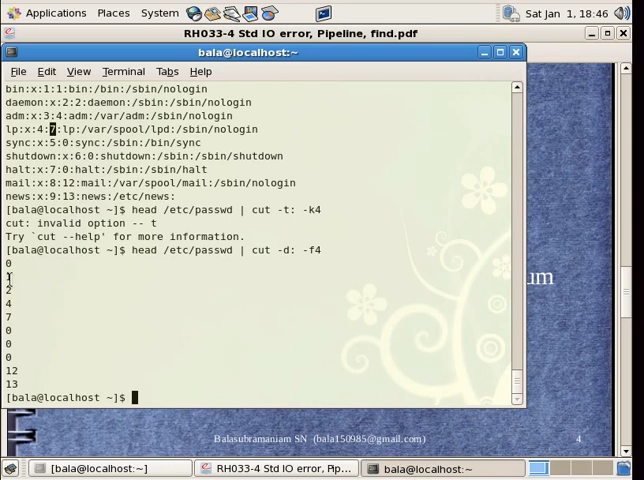 Applications Places System Sat Jan 1, 18:46
RH033-4 Std IO error, Pipeline, find.pdf
bala@localhost:~
File Edit View Terminal Tabs Help
bin:x:1:1:bin:/bin:/sbin/nologin
daemon:x:2:2:daemon:/sbin:/sbin/nologin
adm:x:3:4:adm:/var/adm:/sbin/nologin
lp:x:4:7:lp:/var/spool/lpd:/sbin/nologin
sync:x:5:0:sync:/sbin:/bin/sync
shutdown:x:6:0:shutdown:/sbin:/sbin/shutdown
halt:x:7:0:halt:/sbin:/sbin/halt
mail:x:8:12:mail:/var/spool/mail:/sbin/nologin
news:x:9:13:news:/etc/news:
[bala@localhost ~]$ head /etc/passwd | cut -t: -k4
cut: invalid option -- t
Try `cut --help' for more information.
[bala@localhost ~]$ head /etc/passwd | cut -d: -f4
0
1
2
4
7
0
0
0
12
13
[bala@localhost ~]$
um
Balasubramaniam SN (bala150985@gmail.com) 4
[bala@localhost:~] RH033-4 Std IO error, Pip... bala@localhost:~